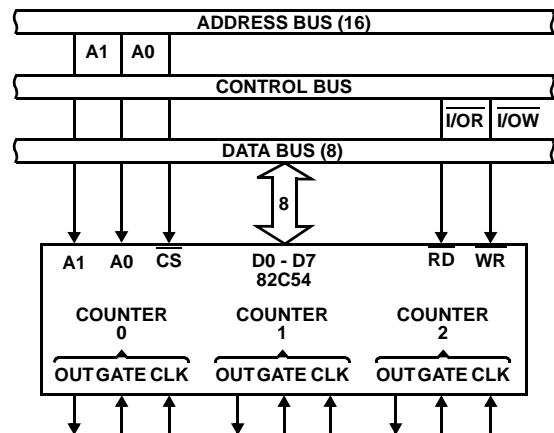 ADDRESS BUS (16)
A1 A0
CONTROL BUS
I/OR I/OW
DATA BUS (8)
8
A1 A0 CS D0 - D7 RD WR
82C54
COUNTER COUNTER COUNTER
0 1 2
OUT GATE CLK OUT GATE CLK OUT GATE CLK